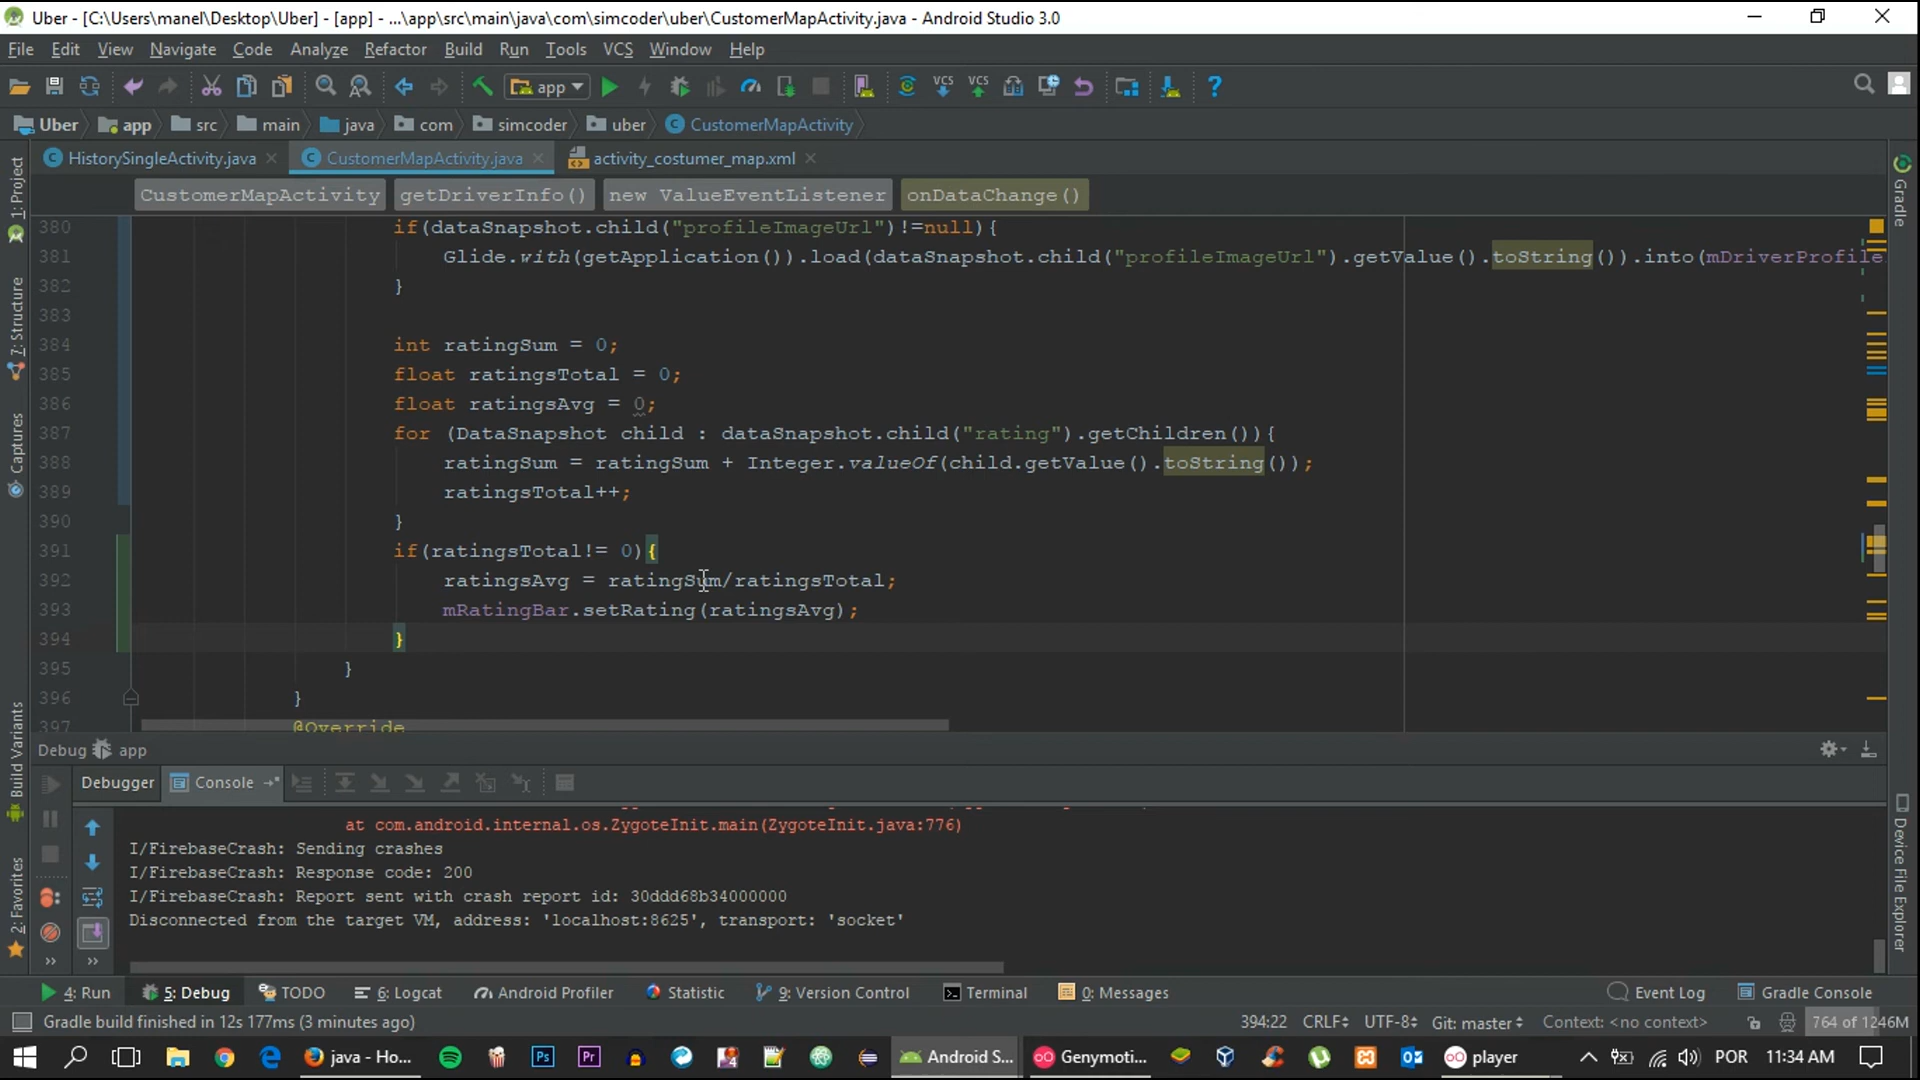 Uber - [C:\Users\manel\Desktop\Uber] - [app] - ...\app\src\main\java\com\simcoder\uber\CustomerMapActivity.java - Android Studio 3.0
File Edit View Navigate Code Analyze Refactor Build Run Tools VCS Window Help
app VCS VCS ?
Uber app src main java com simcoder uber CustomerMapActivity
HistorySingleActivity.java CustomerMapActivity.java activity_costumer_map.xml
CustomerMapActivity getDriverInfo() new ValueEventListener onDataChange()
380 if(dataSnapshot.child("profileImageUrl")!=null){
381 Glide.with(getApplication()).load(dataSnapshot.child("profileImageUrl").getValue().toString()).into(mDriverProfile
382 }
383
384 int ratingSum = 0;
385 float ratingsTotal = 0;
386 float ratingsAvg = 0;
387 for (DataSnapshot child : dataSnapshot.child("rating").getChildren()){
388 ratingSum = ratingSum + Integer.valueOf(child.getValue().toString());
389 ratingsTotal++;
390 }
391 if(ratingsTotal!= 0){
392 ratingsAvg = ratingSum/ratingsTotal;
393 mRatingBar.setRating(ratingsAvg);
394 }
395 }
396 }
397 @Override
1: Project
7: Structure
Captures
Build Variants
2: Favorites
Gradle
Device File Explorer
Debug app
Debugger Console
at com.android.internal.os.ZygoteInit.main(ZygoteInit.java:776)
I/FirebaseCrash: Sending crashes
I/FirebaseCrash: Response code: 200
I/FirebaseCrash: Report sent with crash report id: 30ddd68b34000000
Disconnected from the target VM, address: 'localhost:8625', transport: 'socket'
4: Run 5: Debug TODO 6: Logcat Android Profiler Statistic 9: Version Control Terminal 0: Messages Event Log Gradle Console
Gradle build finished in 12s 177ms (3 minutes ago) 394:22 CRLF UTF-8 Git: master Context: <no context> 764 of 1246M
java - Ho... Ps Pr Android S... Genymoti... player POR 11:34 AM